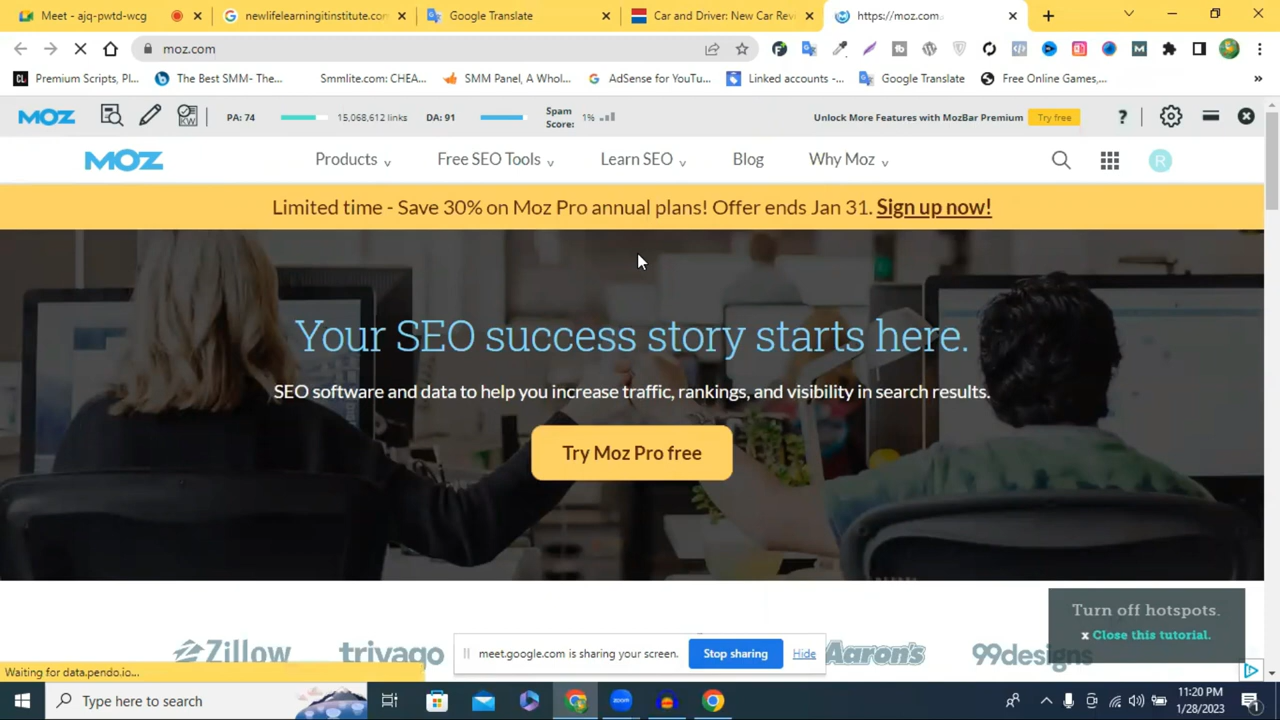 Meet - ajq-pwtd-wcg
newlifelearningitinstitute.com
Google Translate
Car and Driver: New Car Revi
https://moz.com
moz.com
Premium Scripts, Pl...
The Best SMM- The...
Smmlite.com: CHEA...
SMM Panel, A Whol...
AdSense for YouTu...
Linked accounts -...
Google Translate
Free Online Games,...
»
MOZ
PA: 74
15,068,612 links
DA: 91
Spam
Score:
1%
Unlock More Features with MozBar Premium
Try free
?
MOZ
Products
Free SEO Tools
Learn SEO
Blog
Why Moz
R
Limited time - Save 30% on Moz Pro annual plans! Offer ends Jan 31. Sign up now!
Your SEO success story starts here.
SEO software and data to help you increase traffic, rankings, and visibility in search results.
Try Moz Pro free
Turn off hotspots.
x Close this tutorial.
Zillow
trivago
Aaron's
99designs
meet.google.com is sharing your screen.
Stop sharing
Hide
Waiting for data.pendo.io...
Type here to search
zoom
11:20 PM
1/28/2023
1